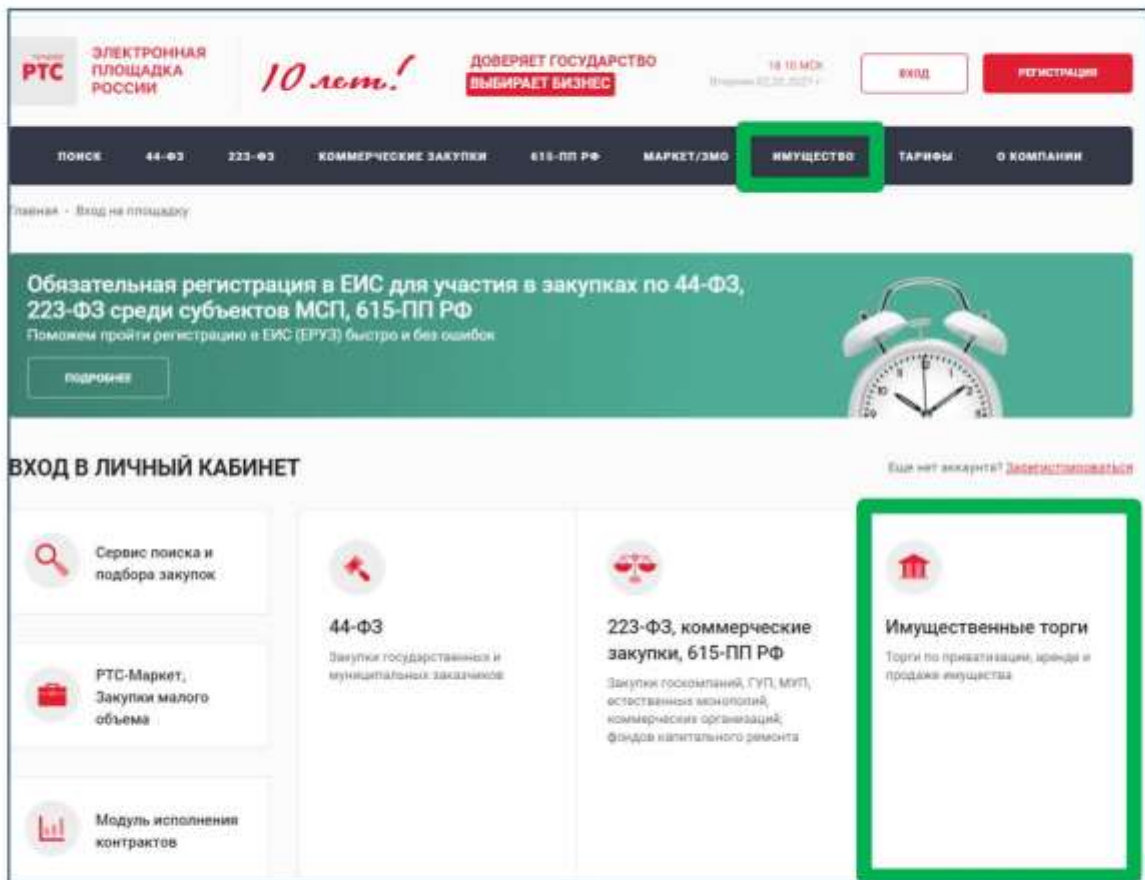 РТС
ЭЛЕКТРОННАЯ
ПЛОЩАДКА
РОССИИ
10 лет!
ДОВЕРЯЕТ ГОСУДАРСТВО
ВЫБИРАЕТ БИЗНЕС
ВХОД
РЕГИСТРАЦИЯ
ПОИСК 44-ФЗ 223-ФЗ КОММЕРЧЕСКИЕ ЗАКУПКИ 615-ПП РФ МАРКЕТ/ЗМО ИМУЩЕСТВО ТАРИФЫ О КОМПАНИИ
Главная - Вход на площадку
Обязательная регистрация в ЕИС для участия в закупках по 44-ФЗ,
223-ФЗ среди субъектов МСП, 615-ПП РФ
Поможем пройти регистрацию в ЕИС (ЕРУЗ) быстро и без ошибок
ПОДРОБНЕЕ
ВХОД В ЛИЧНЫЙ КАБИНЕТ
Еще нет аккаунта? Зарегистрироваться
Сервис поиска и
подбора закупок
РТС-Маркет,
Закупки малого
объема
Модуль исполнения
контрактов
44-ФЗ
Закупки государственных и
муниципальных заказчиков
223-ФЗ, коммерческие
закупки, 615-ПП РФ
Закупки госкомпаний, ГУП, МУП,
естественных монополий,
коммерческих организаций,
фондов капитального ремонта
Имущественные торги
Торги по приватизации, аренде и
продаже имущества